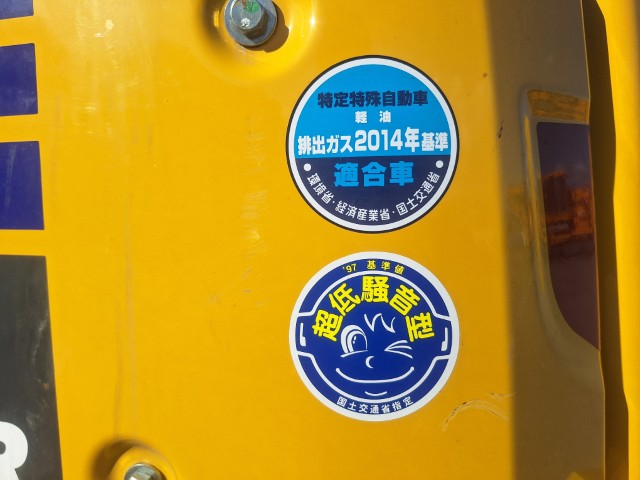 特定特殊自動車
軽油
排出ガス2014年基準
適合車
・環境省・経済産業省・国土交通省・
'97 基準値
超低騒音型
国土交通省指定
R